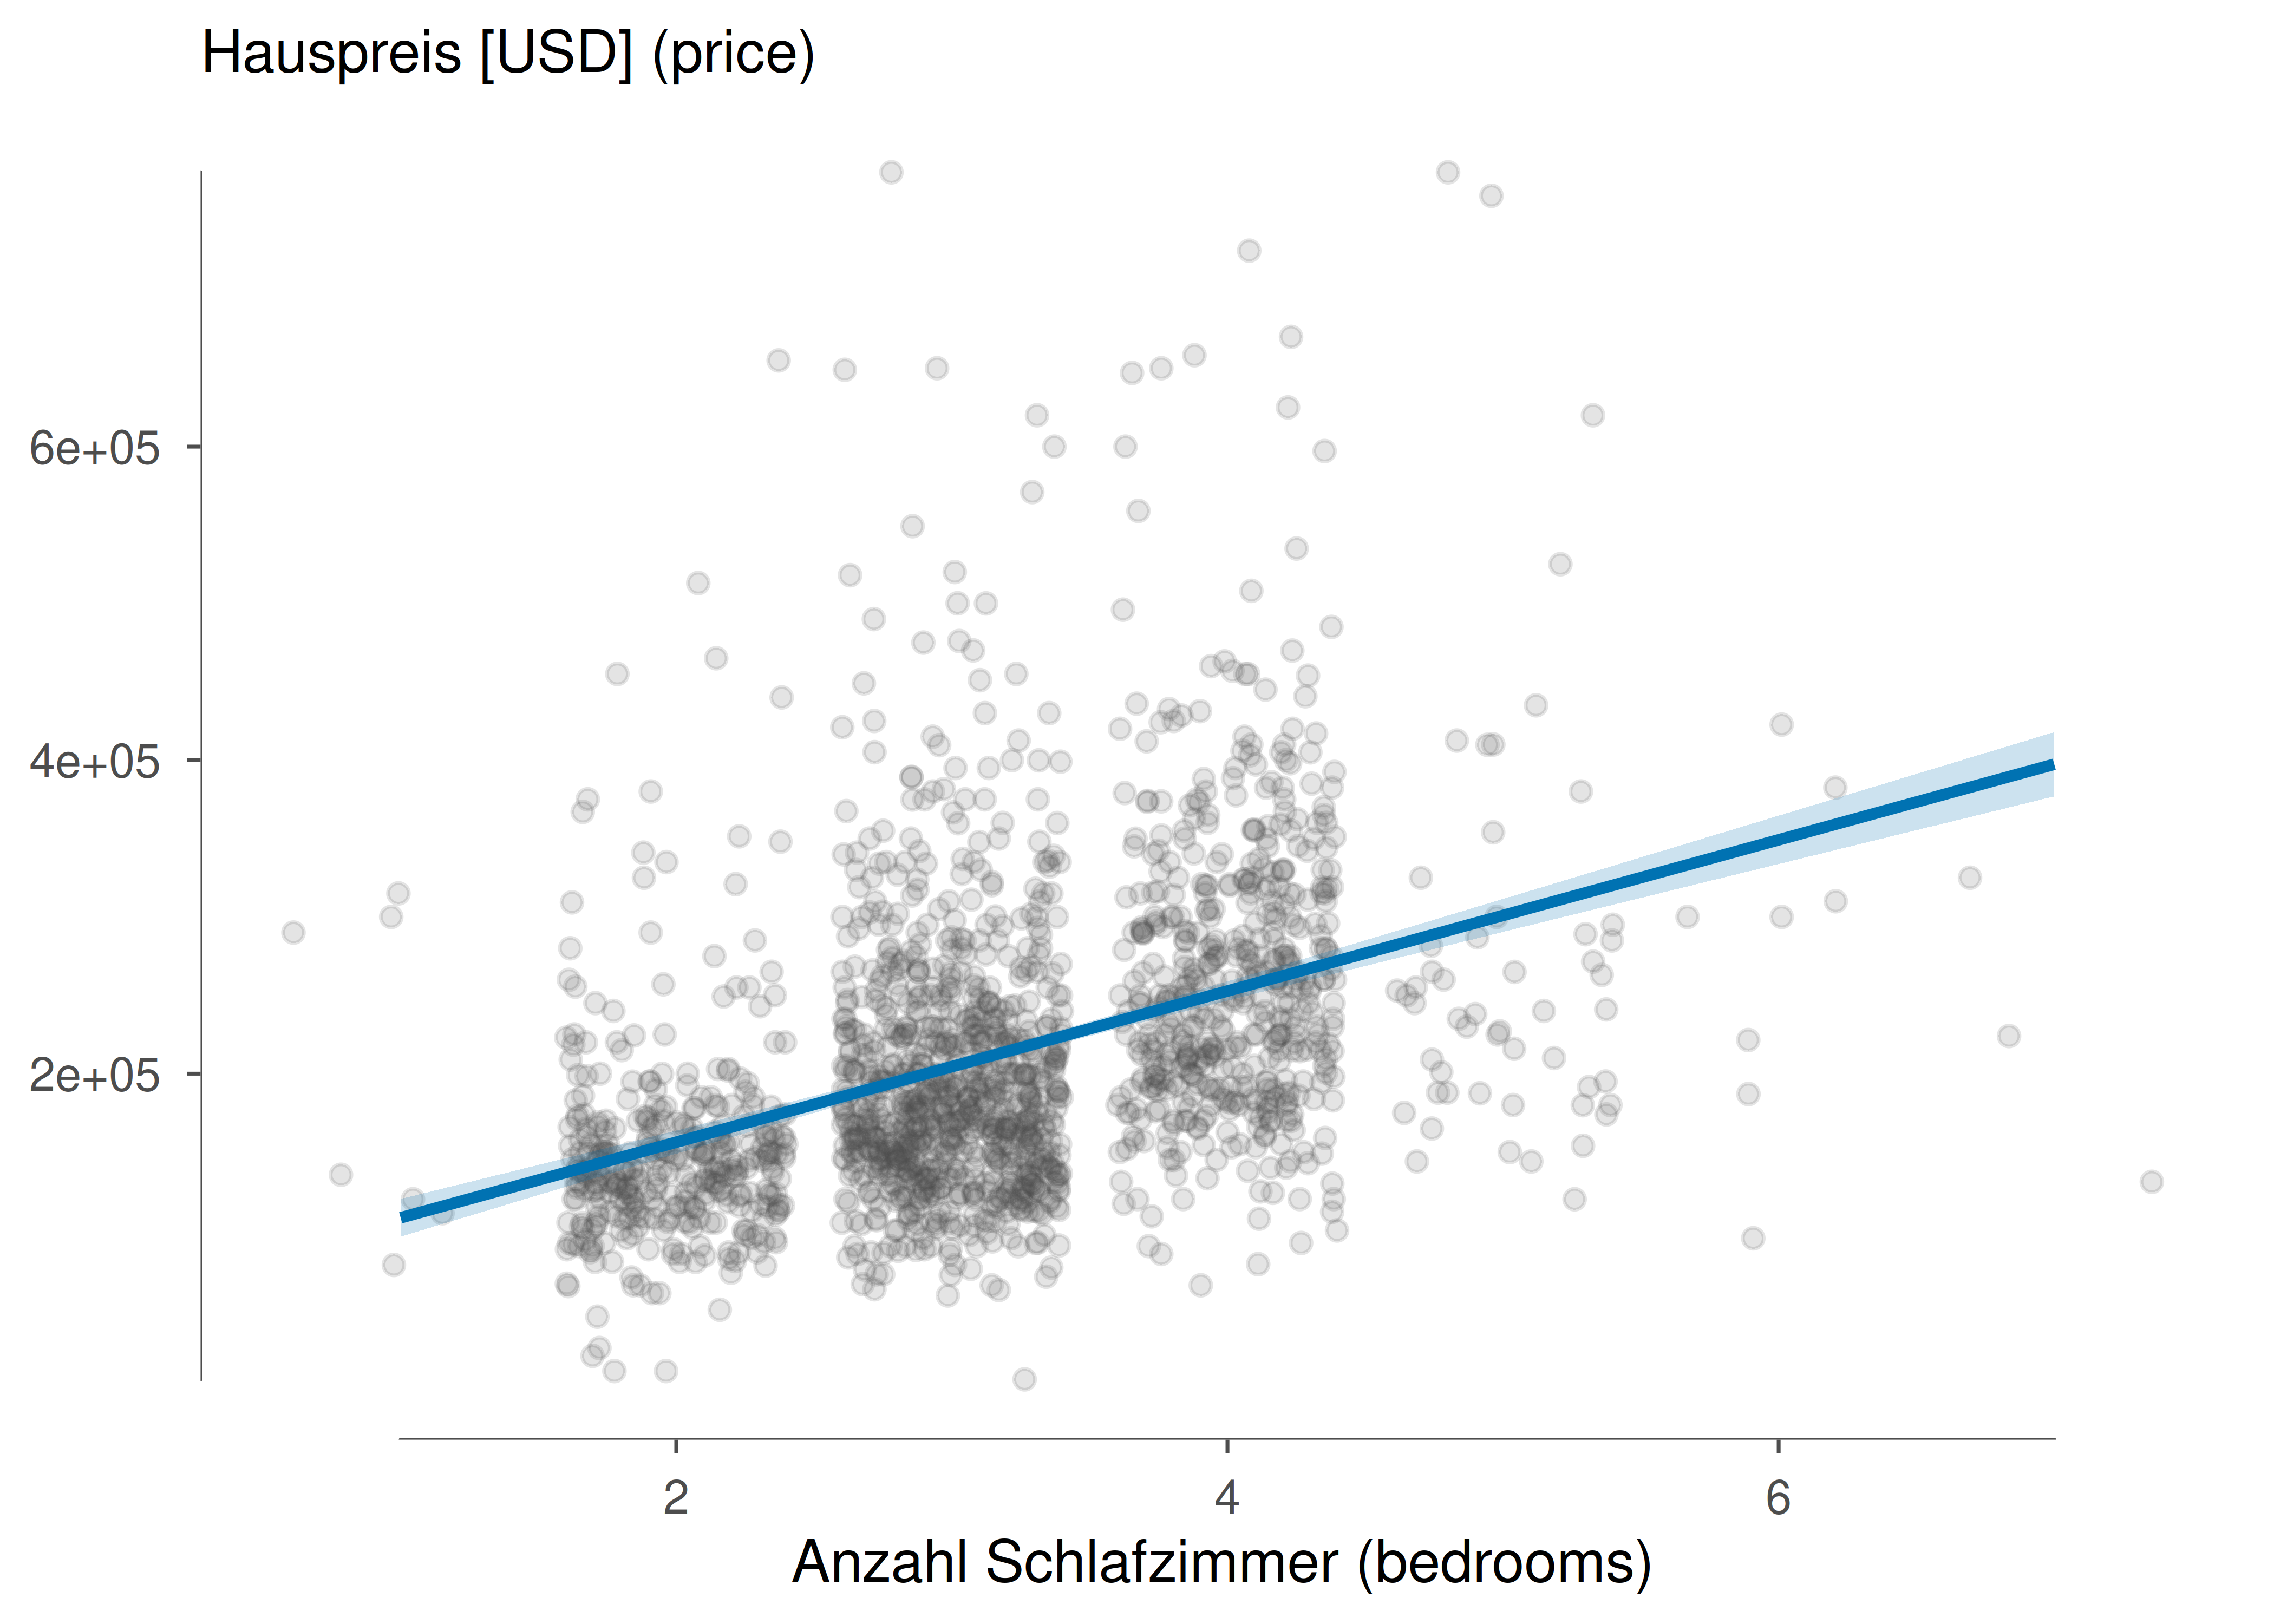 Hauspreis [USD] (price)
6e+05
4e+05
2e+05
2 4 6
Anzahl Schlafzimmer (bedrooms)